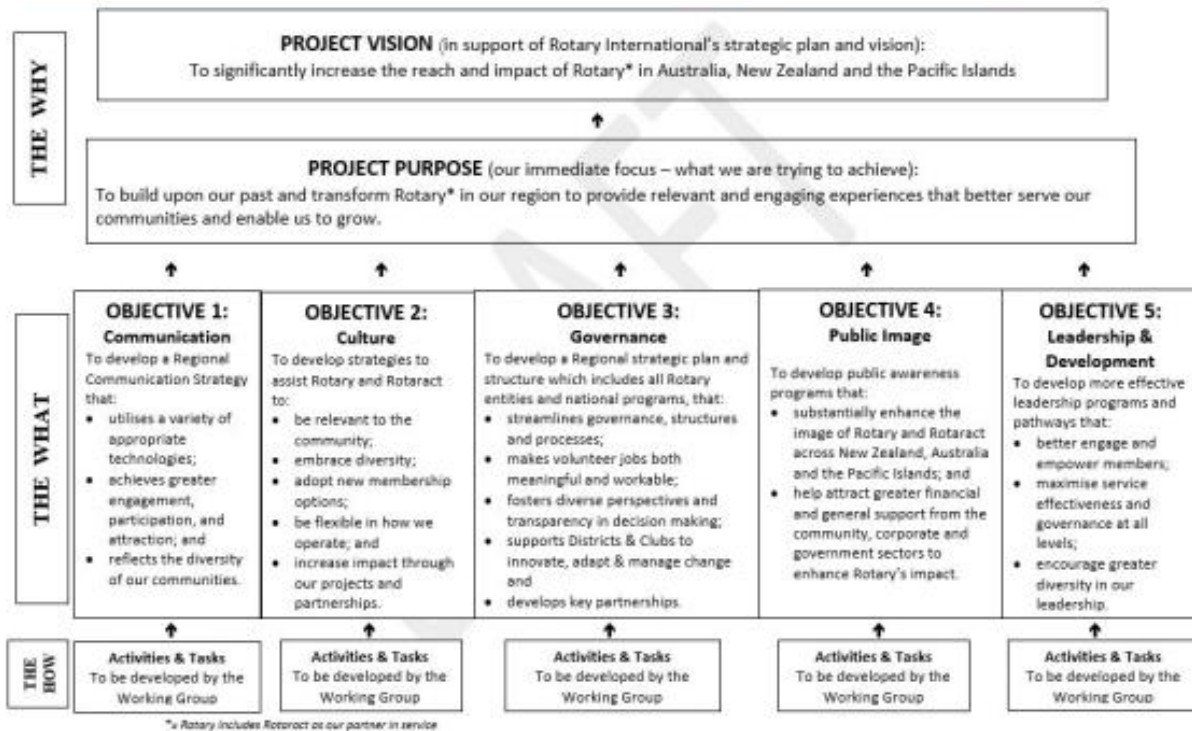 THE WHY
PROJECT VISION (in support of Rotary International's strategic plan and vision):
To significantly increase the reach and impact of Rotary* in Australia, New Zealand and the Pacific Islands
PROJECT PURPOSE (our immediate focus – what we are trying to achieve):
To build upon our past and transform Rotary* in our region to provide relevant and engaging experiences that better serve our
communities and enable us to grow.
THE WHAT
OBJECTIVE 1:
Communication
To develop a Regional
Communication Strategy
that:
• utilises a variety of
appropriate
technologies;
• achieves greater
engagement,
participation, and
attraction; and
• reflects the diversity
of our communities.
OBJECTIVE 2:
Culture
To develop strategies to
assist Rotary and Rotaract
to:
• be relevant to the
community;
• embrace diversity;
• adopt new membership
options;
• be flexible in how we
operate; and
• increase impact through
our projects and
partnerships.
OBJECTIVE 3:
Governance
To develop a Regional strategic plan and
structure which includes all Rotary
entities and national programs, that:
• streamlines governance, structures
and processes;
• makes volunteer jobs both
meaningful and workable;
• fosters diverse perspectives and
transparency in decision making;
• supports Districts & Clubs to
innovate, adapt & manage change
and
• develops key partnerships.
OBJECTIVE 4:
Public Image
To develop public awareness
programs that:
• substantially enhance the
image of Rotary and Rotaract
across New Zealand, Australia
and the Pacific Islands; and
• help attract greater financial
and general support from the
community, corporate and
government sectors to
enhance Rotary's impact.
OBJECTIVE 5:
Leadership &
Development
To develop more effective
leadership programs and
pathways that:
• better engage and
empower members;
• maximise service
effectiveness and
governance at all
levels;
• encourage greater
diversity in our
leadership.
THE
HOW
Activities & Tasks
To be developed by the
Working Group
Activities & Tasks
To be developed by the
Working Group
Activities & Tasks
To be developed by the
Working Group
Activities & Tasks
To be developed by the
Working Group
Activities & Tasks
To be developed by the
Working Group
*= Rotary includes Rotaract as our partner in service